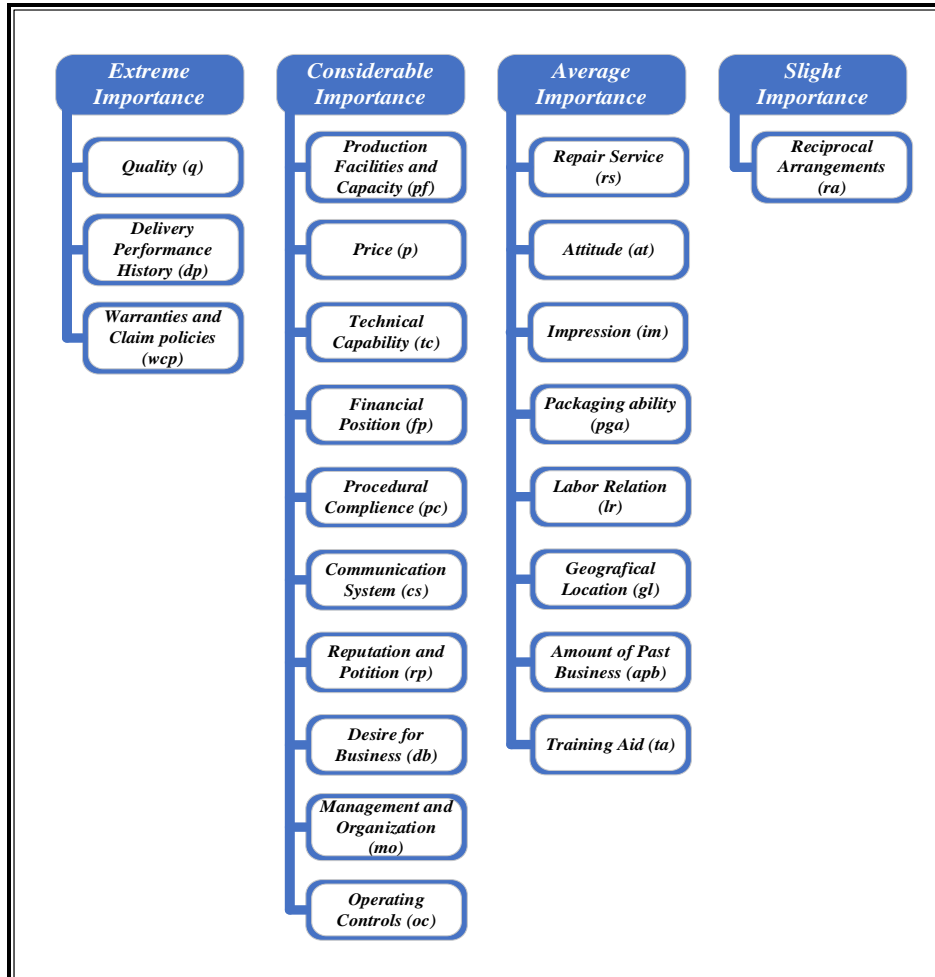 Extreme
Importance
Quality (q)
Delivery
Performance
History (dp)
Warranties and
Claim policies
(wcp)
Considerable
Importance
Production
Facilities and
Capacity (pf)
Price (p)
Technical
Capability (tc)
Financial
Position (fp)
Procedural
Complience (pc)
Communication
System (cs)
Reputation and
Potition (rp)
Desire for
Business (db)
Management and
Organization
(mo)
Operating
Controls (oc)
Average
Importance
Repair Service
(rs)
Attitude (at)
Impression (im)
Packaging ability
(pga)
Labor Relation
(lr)
Geografical
Location (gl)
Amount of Past
Business (apb)
Training Aid (ta)
Slight
Importance
Reciprocal
Arrangements
(ra)